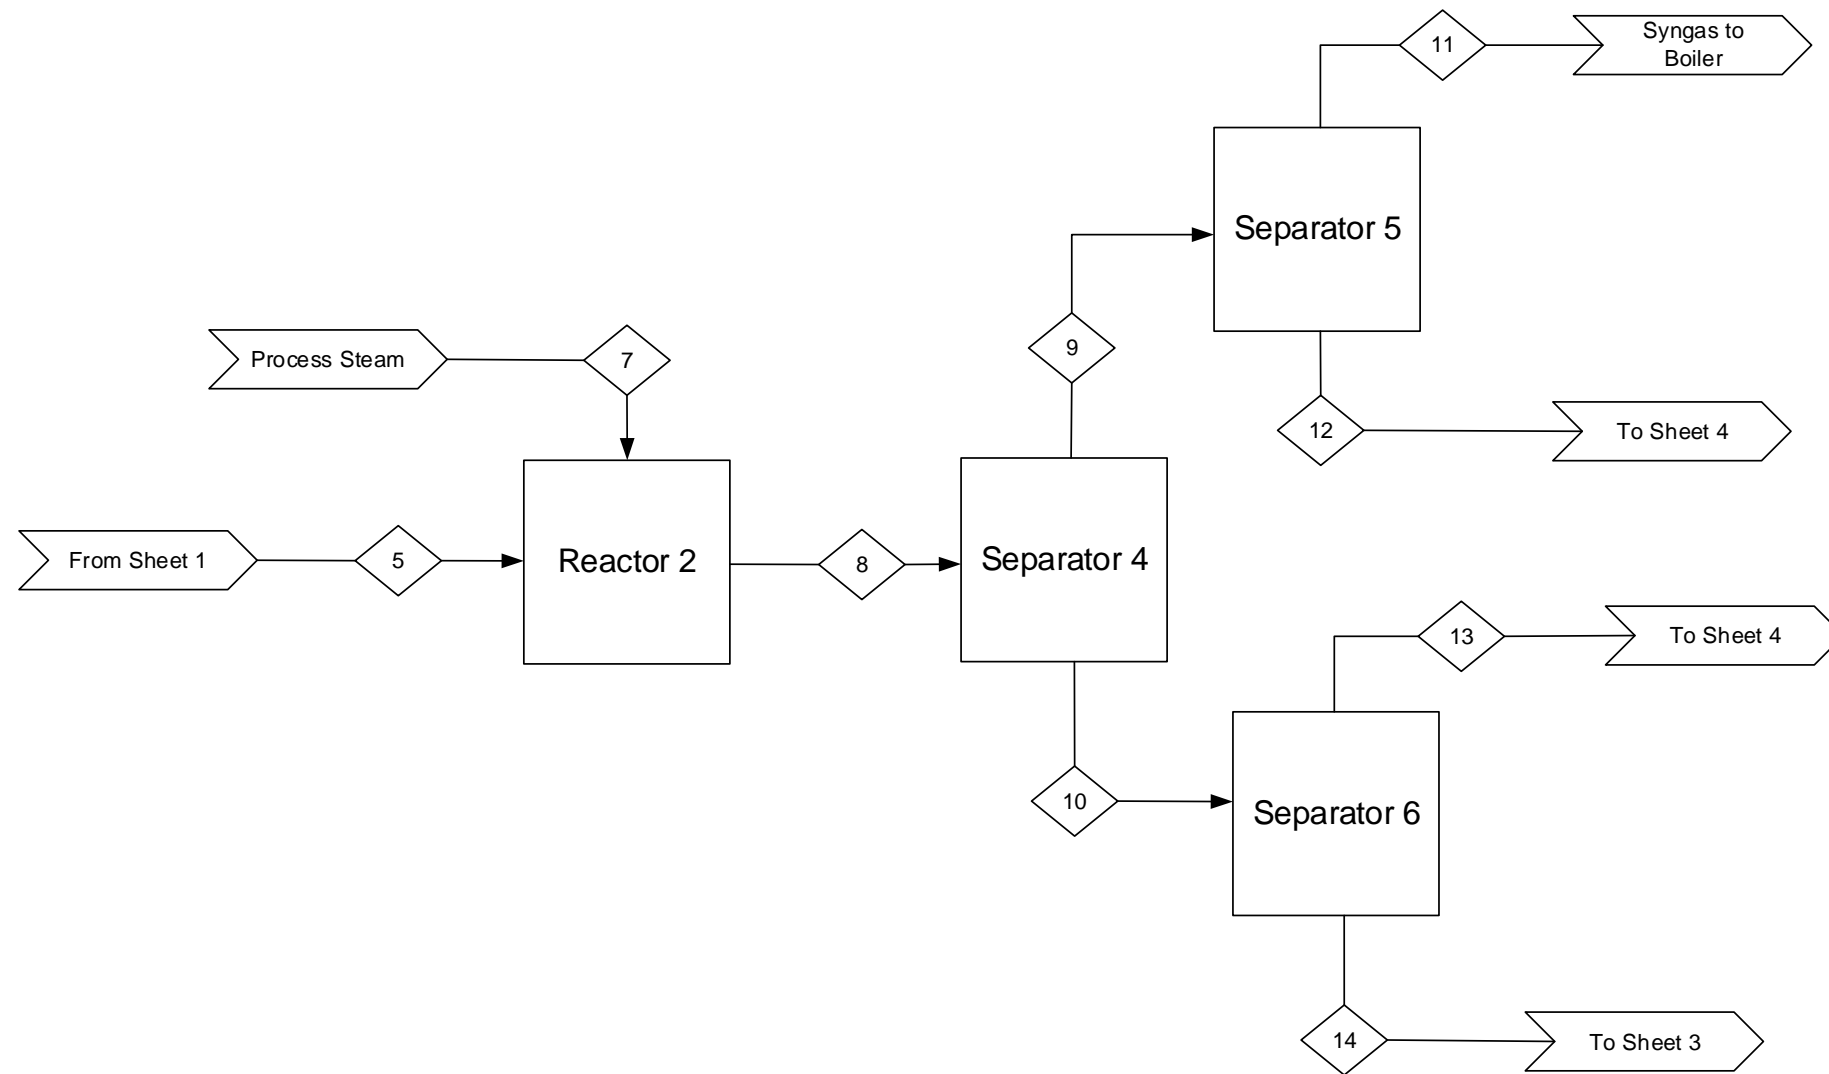 11
Syngas to
Boiler
Separator 5
Process Steam
7
9
12
To Sheet 4
From Sheet 1
5
Reactor 2
8
Separator 4
13
To Sheet 4
10
Separator 6
14
To Sheet 3